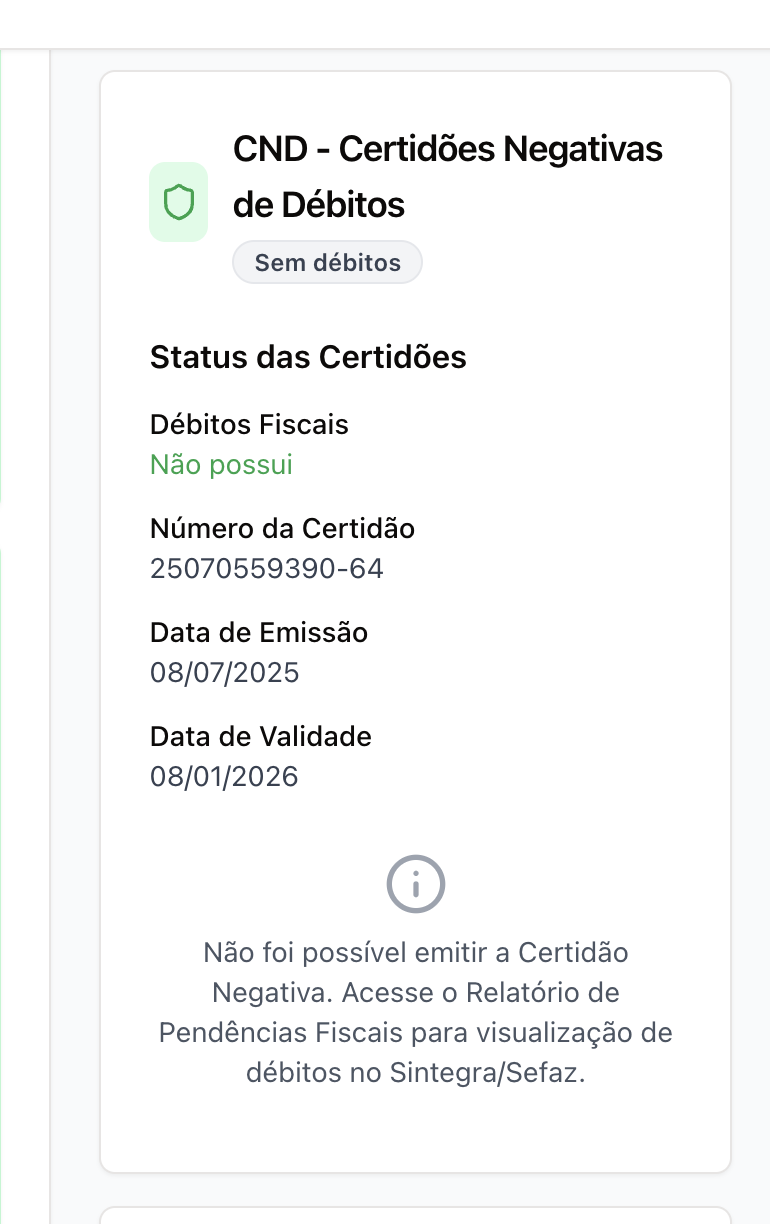 CND - Certidões Negativas
de Débitos
Sem débitos
Status das Certidões
Débitos Fiscais
Não possui
Número da Certidão
25070559390-64
Data de Emissão
08/07/2025
Data de Validade
08/01/2026
Não foi possível emitir a Certidão
Negativa. Acesse o Relatório de
Pendências Fiscais para visualização de
débitos no Sintegra/Sefaz.